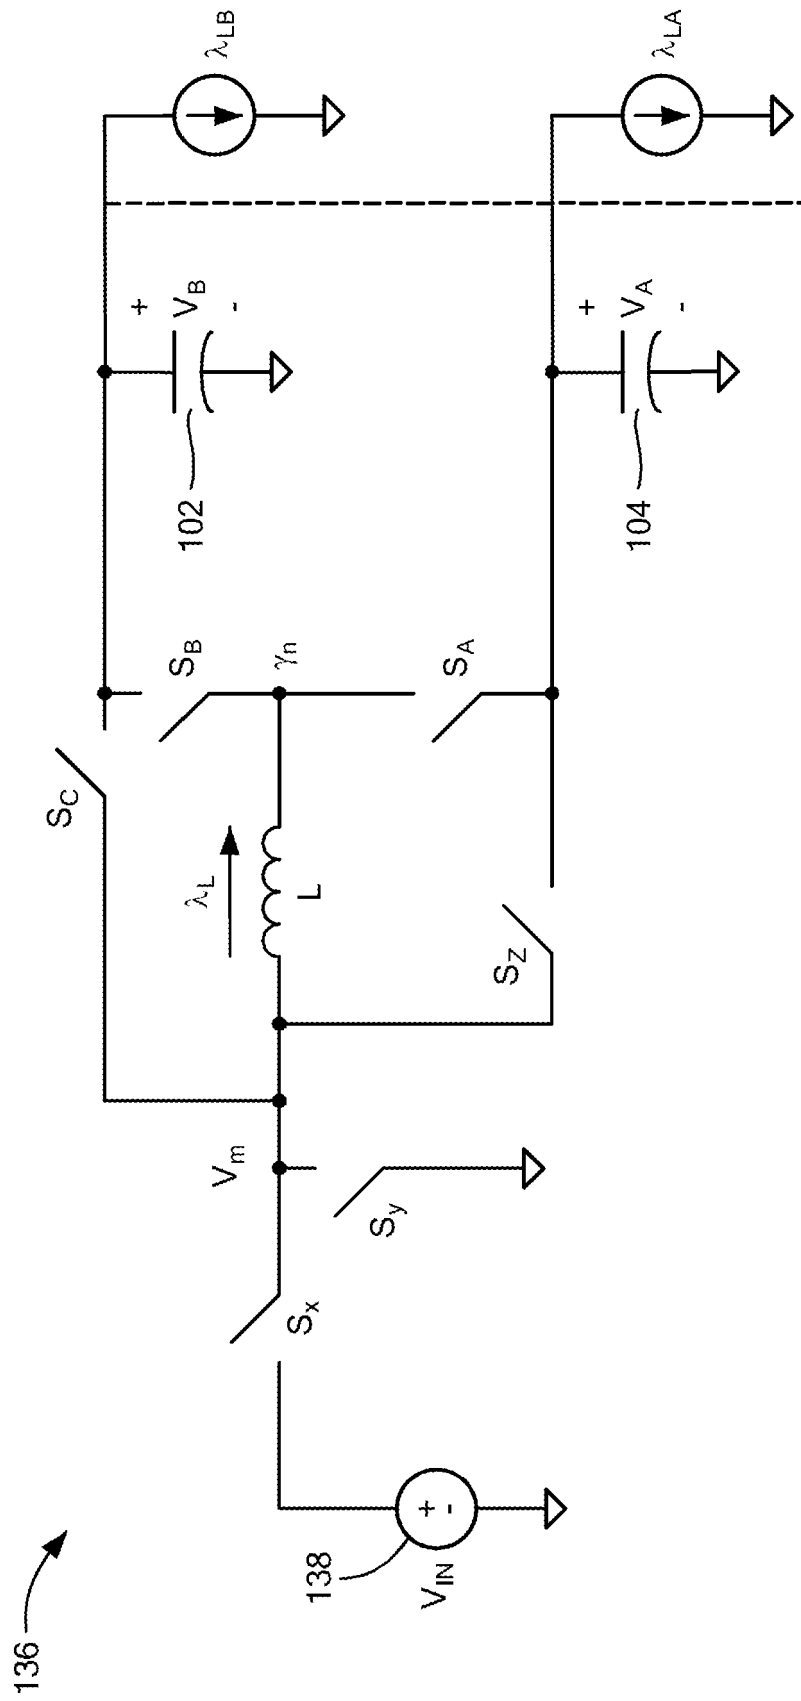 136
138
V_IN
+
-
S_x
V_m
S_y
S_C
λ_L
L
S_Z
S_B
γ_n
S_A
102
+
V_B
-
104
+
V_A
-
λ_LB
λ_LA